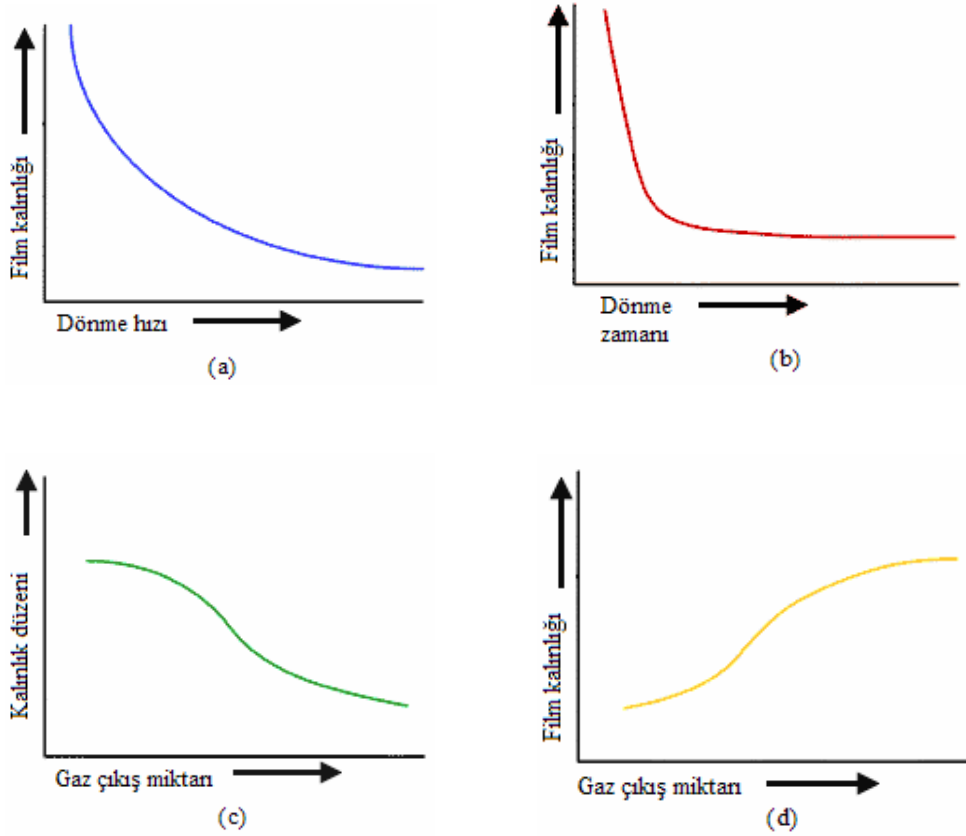 Film kalınlığı
Dönme hızı
(a)
Film kalınlığı
Dönme
zamanı
(b)
Kalınlık düzeni
Gaz çıkış miktarı
(c)
Film kalınlığı
Gaz çıkış miktarı
(d)